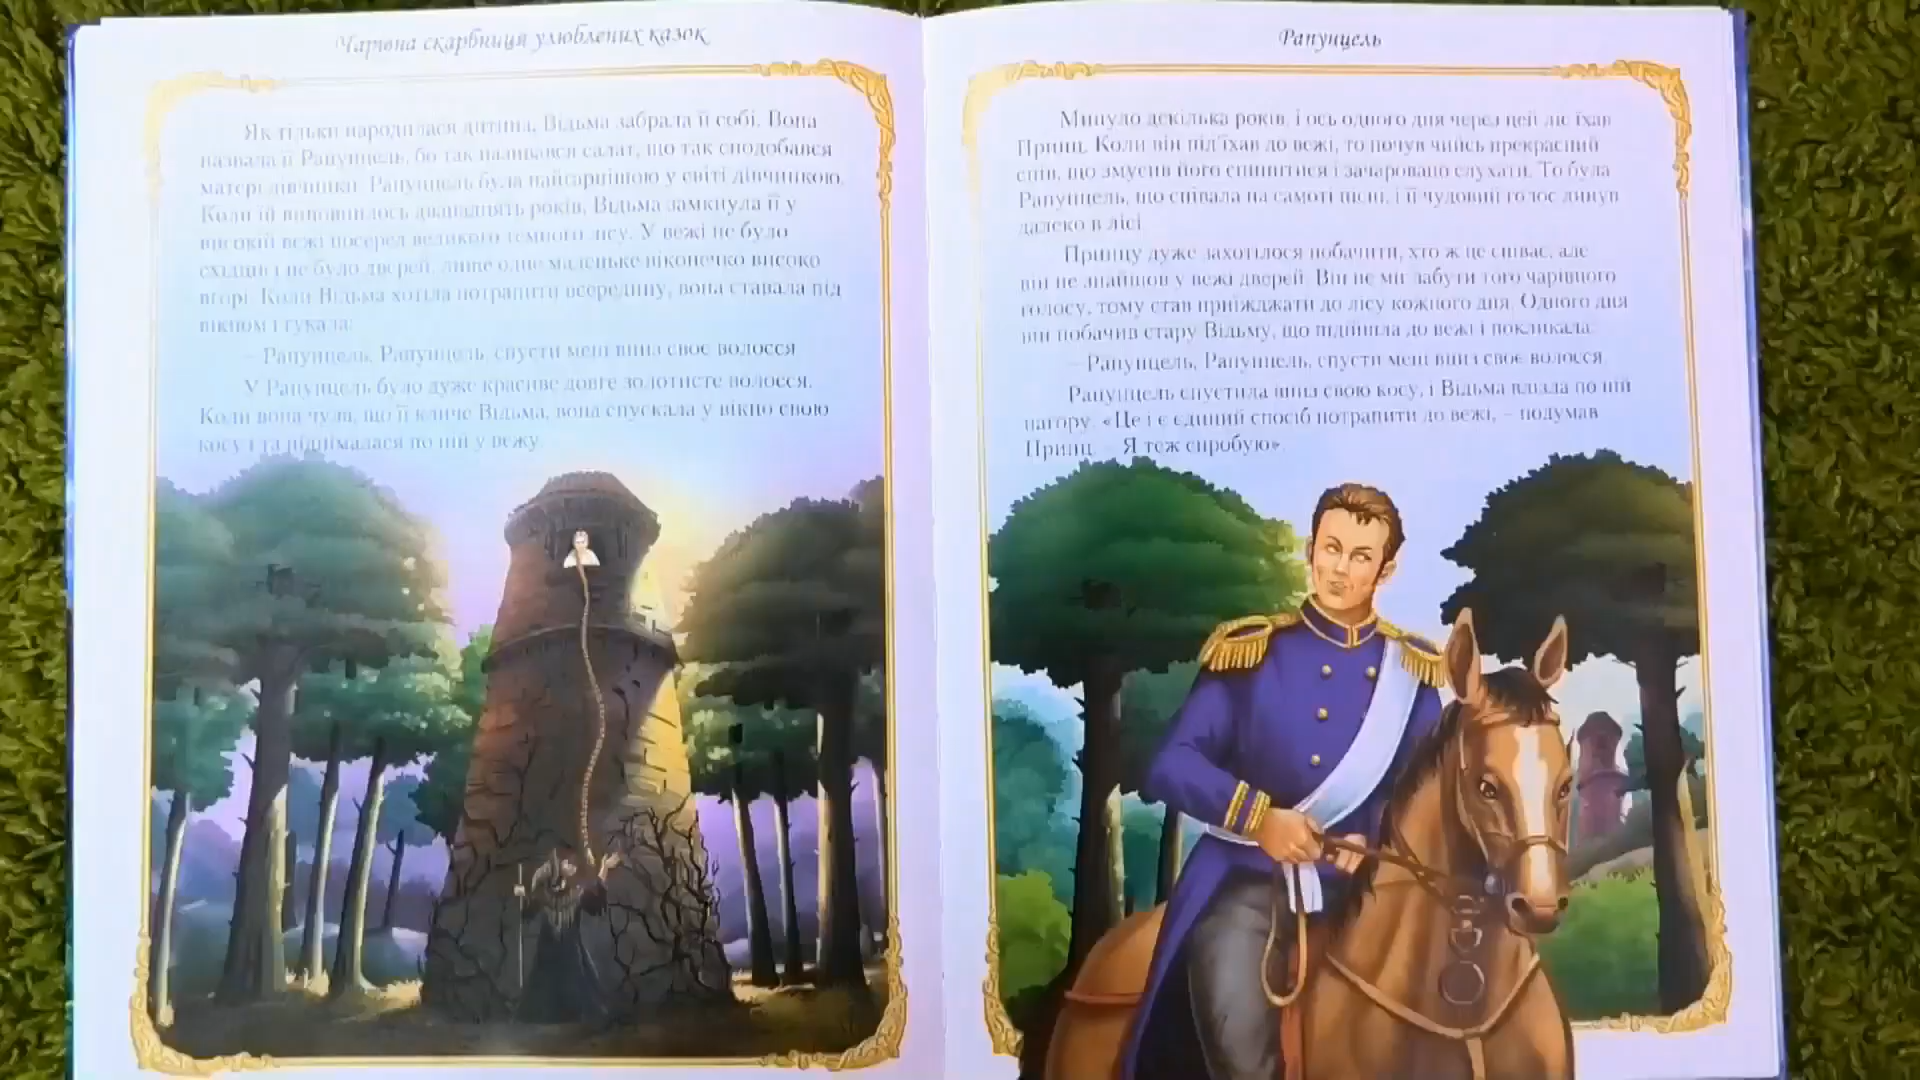 Чарівна скарбниця улюблених казок
Як тільки народилася дитина, Відьма забрала її собі. Вона
назвала її Рапунцель, бо так називався салат, що так сподобався
матері дівчинки. Рапунцель була найгарнішою у світі дівчинкою.
Коли їй виповнилось дванадцять років, Відьма замкнула її у
високій вежі посеред великого темного лісу. У вежі не було
східців і не було дверей, лише одне маленьке віконечко високо
вгорі. Коли Відьма хотіла потрапити всередину, вона ставала під
вікном і гукала:
– Рапунцель, Рапунцель, спусти мені вниз своє волосся.
У Рапунцель було дуже красиве довге золотисте волосся.
Коли вона чула, що її кличе Відьма, вона спускала у вікно свою
косу і та піднімалася по ній у вежу.
Рапунцель
Минуло декілька років, і ось одного дня через цей ліс їхав
Принц. Коли він під'їхав до вежі, то почув чийсь прекрасний
спів, що змусив його спинитися і зачаровано слухати. То була
Рапунцель, що співала на самоті пісні, і її чудовий голос линув
далеко в лісі.
Принцу дуже захотілося побачити, хто ж це співає, але
він не знайшов у вежі дверей. Він не міг забути того чарівного
голосу, тому став приїжджати до лісу кожного дня. Одного дня
він побачив стару Відьму, що підійшла до вежі і покликала:
– Рапунцель, Рапунцель, спусти мені вниз своє волосся.
Рапунцель спустила вниз свою косу, і Відьма влізла по ній
нагору. «Це і є єдиний спосіб потрапити до вежі, – подумав
Принц. – Я теж спробую».